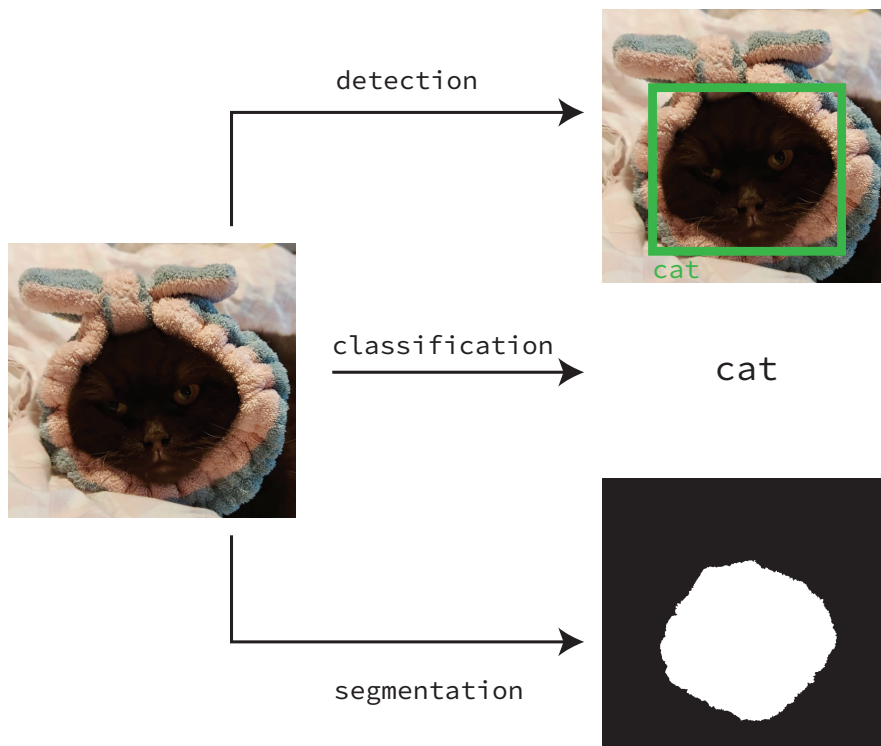 detection
cat
classification
cat
segmentation